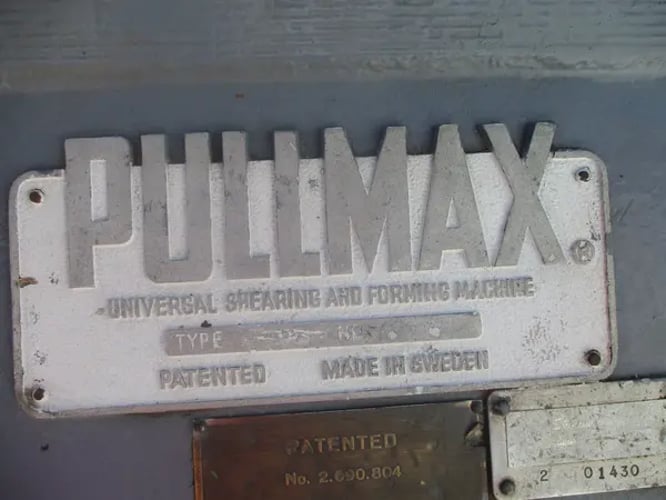 PULLMAX
®
UNIVERSAL SHEARING AND FORMING MACHINE
TYPE
PATENTED MADE IN SWEDEN
PATENTED
No. 2.690.804
2 01430